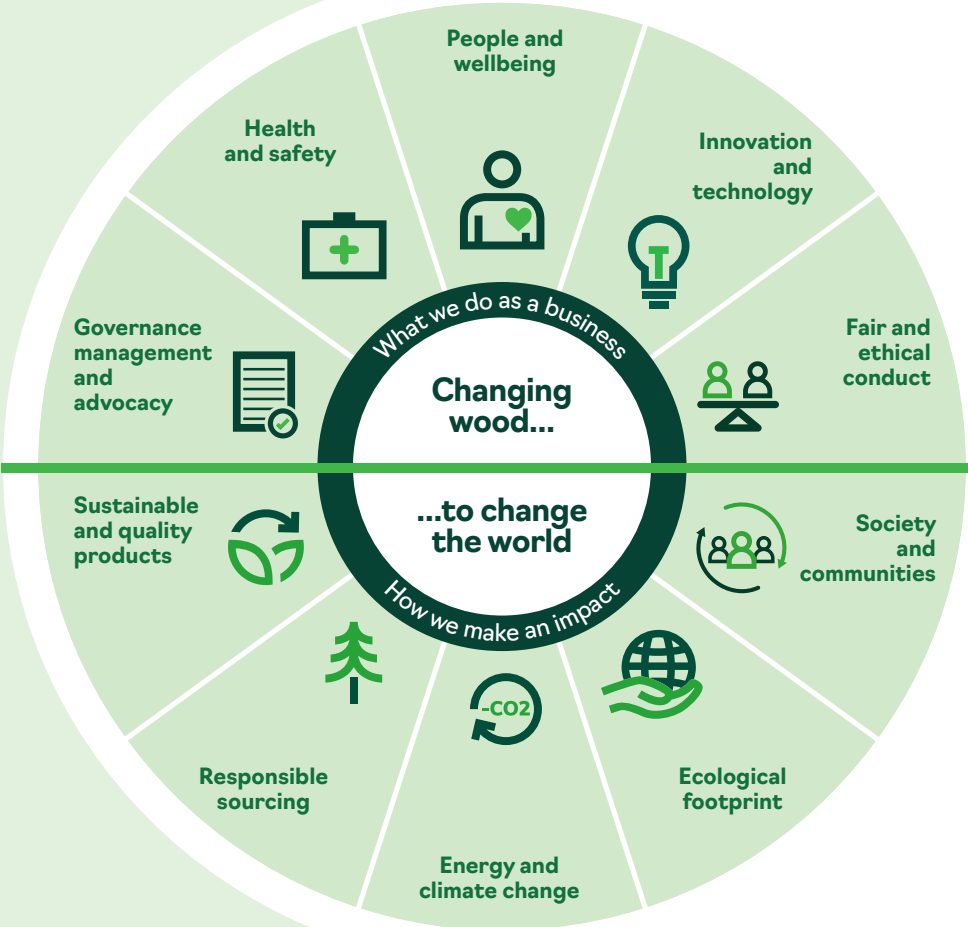 People and
wellbeing
Health
and safety
Innovation
and
technology
Governance
management
and
advocacy
Fair and
ethical
conduct
What we do as a business
Changing
wood...
...to change
the world
How we make an impact
Sustainable
and quality
products
Society
and
communities
-CO2
Responsible
sourcing
Ecological
footprint
Energy and
climate change